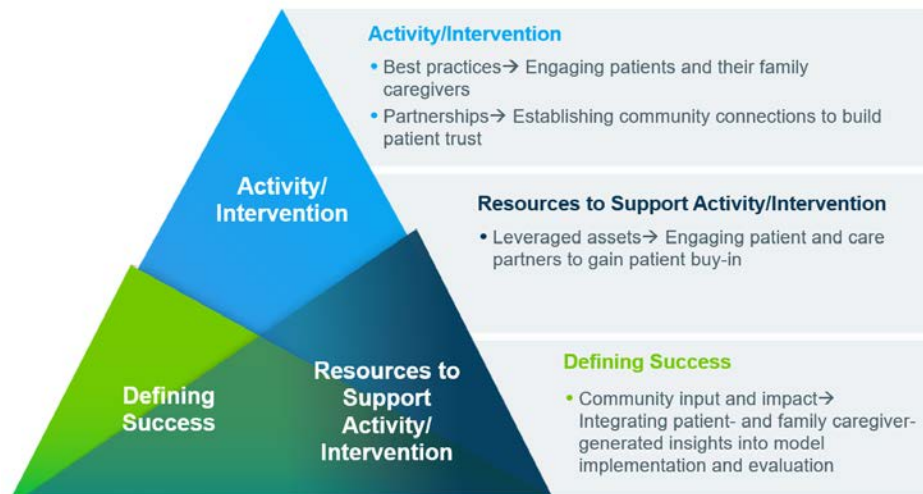 Activity/Intervention
• Best practices→ Engaging patients and their family
caregivers
• Partnerships→ Establishing community connections to build
patient trust
Activity/
Intervention
Resources to Support Activity/Intervention
• Leveraged assets→ Engaging patient and care
partners to gain patient buy-in
Defining Success
• Community input and impact→
Integrating patient- and family caregiver-
generated insights into model
implementation and evaluation
Defining
Success
Resources to
Support
Activity/
Intervention